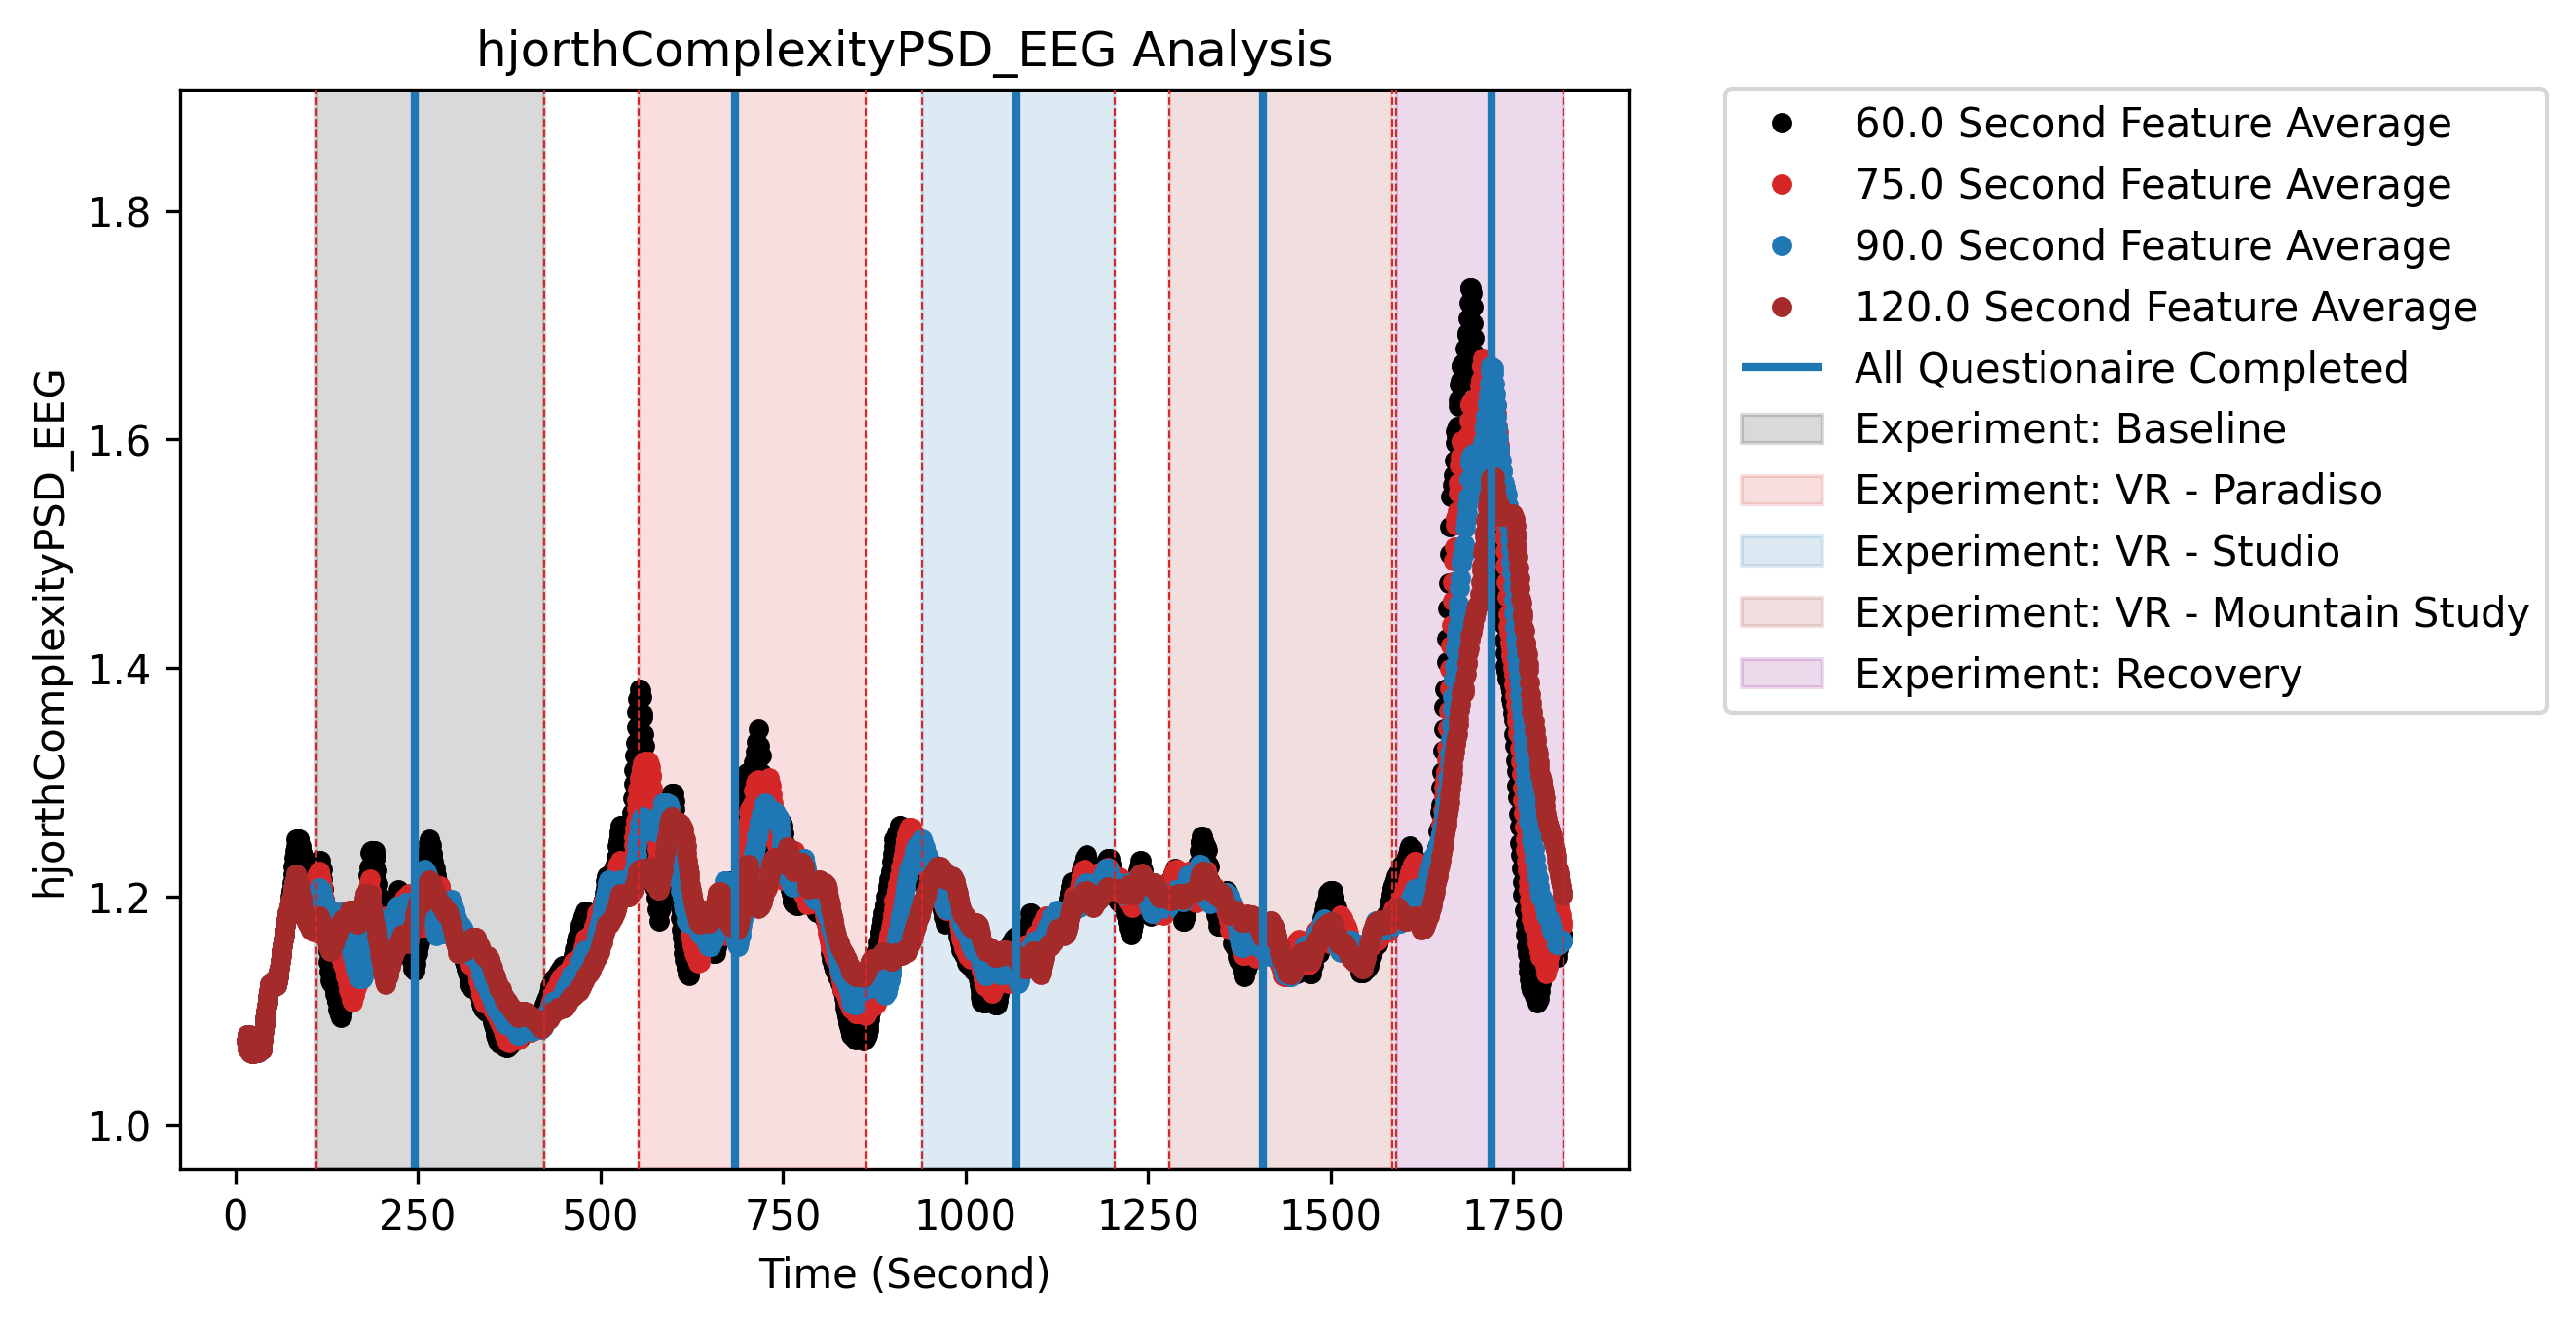 hjorthComplexityPSD_EEG Analysis
hjorthComplexityPSD_EEG
1.8
1.6
1.4
1.2
1.0
0 250 500 750 1000 1250 1500 1750
Time (Second)
60.0 Second Feature Average
75.0 Second Feature Average
90.0 Second Feature Average
120.0 Second Feature Average
All Questionaire Completed
Experiment: Baseline
Experiment: VR - Paradiso
Experiment: VR - Studio
Experiment: VR - Mountain Study
Experiment: Recovery